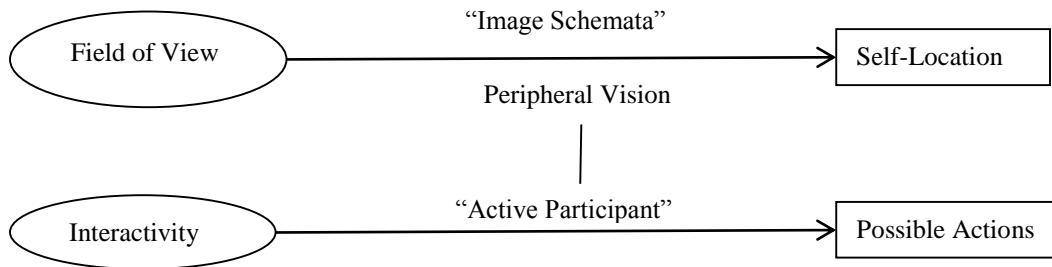 “Image Schemata”
Field of View
Self-Location
Peripheral Vision
“Active Participant”
Interactivity
Possible Actions